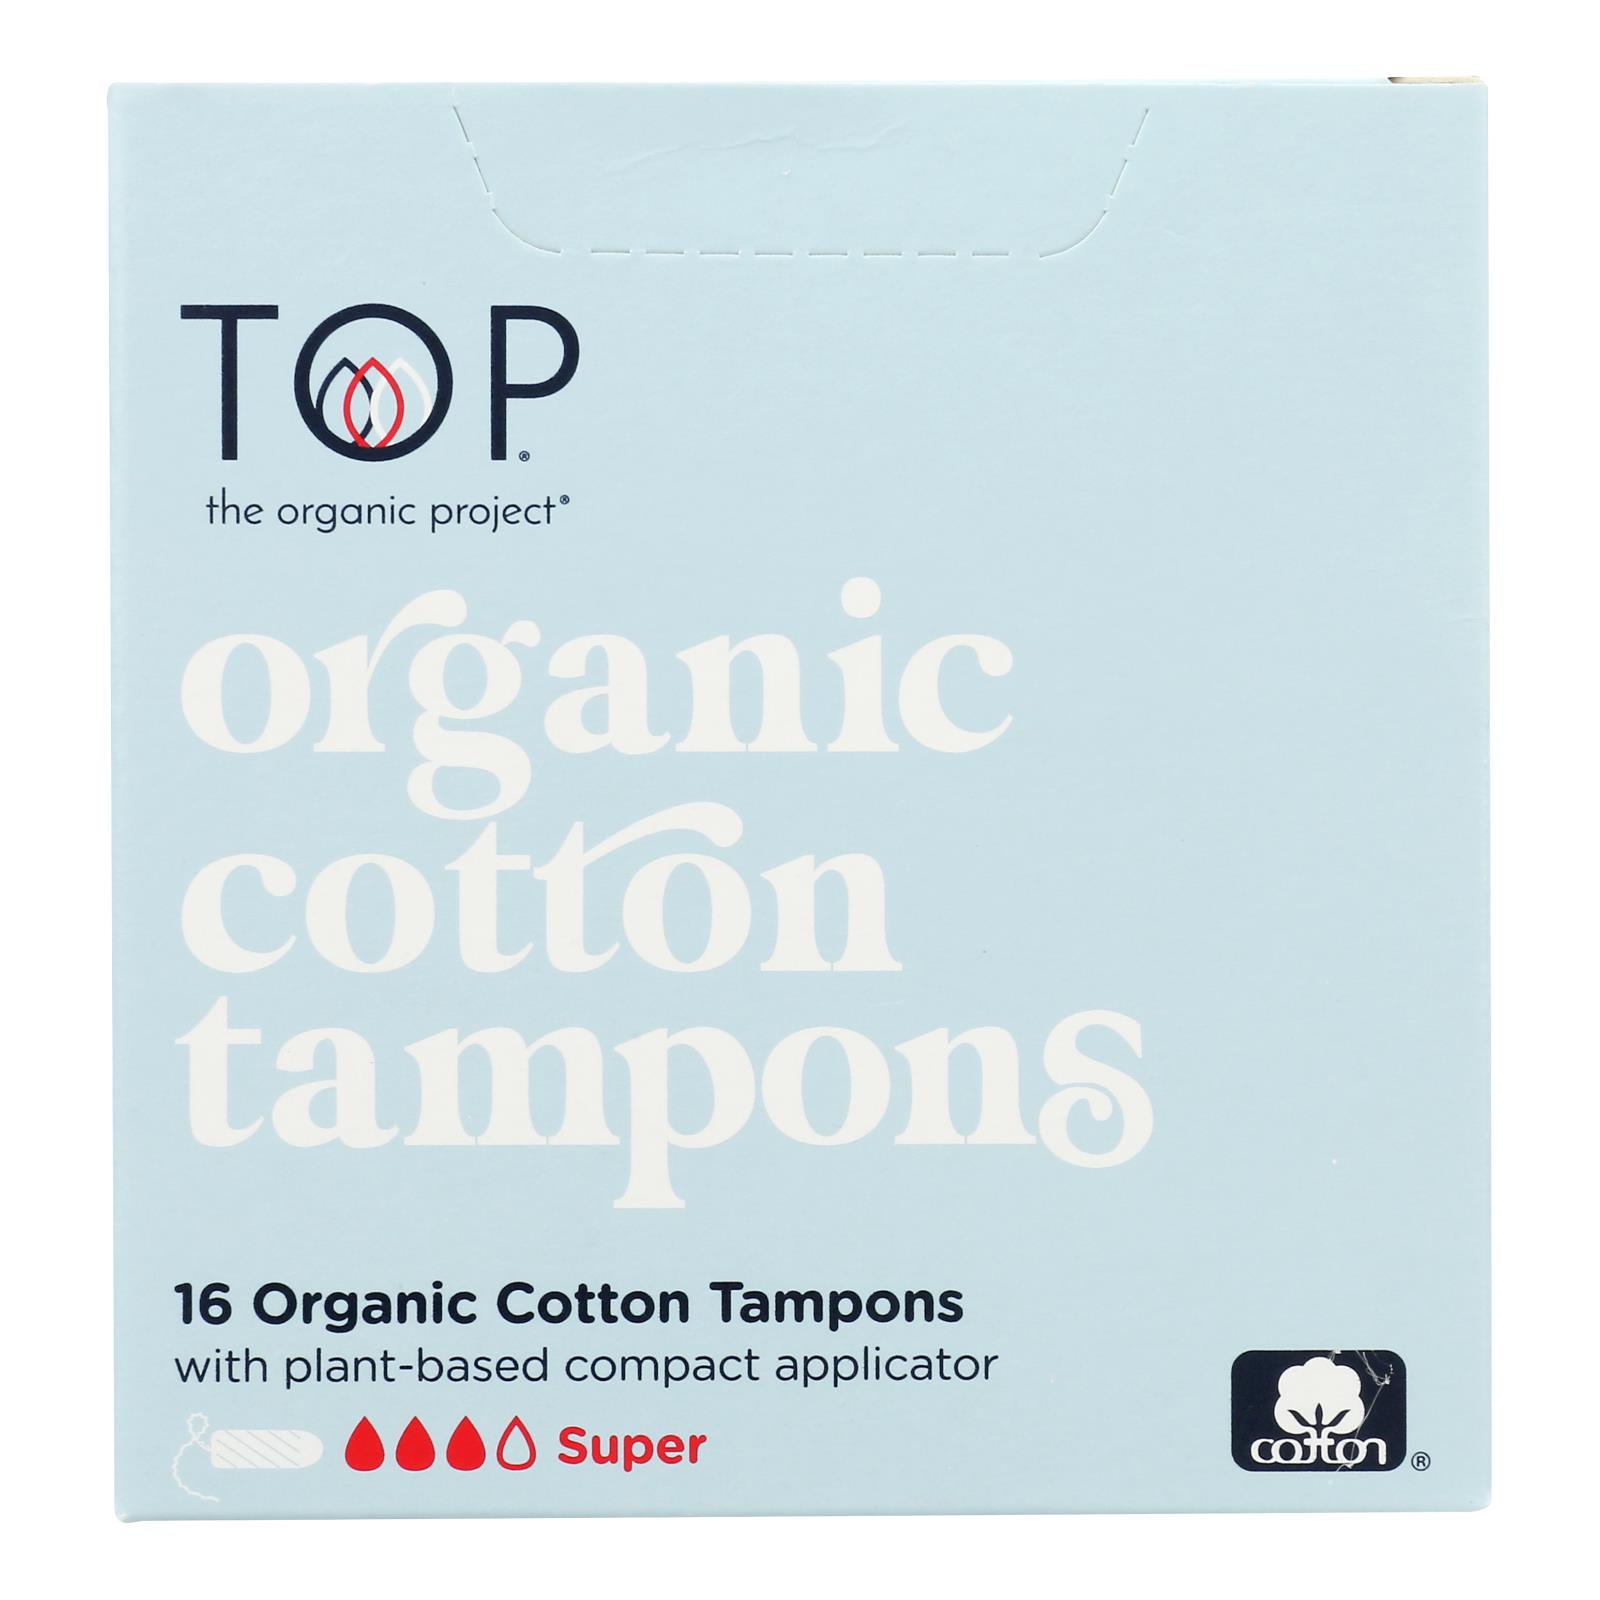 TOP®
the organic project®
organic
cotton
tampons
16 Organic Cotton Tampons
with plant-based compact applicator
Super
cotton ®